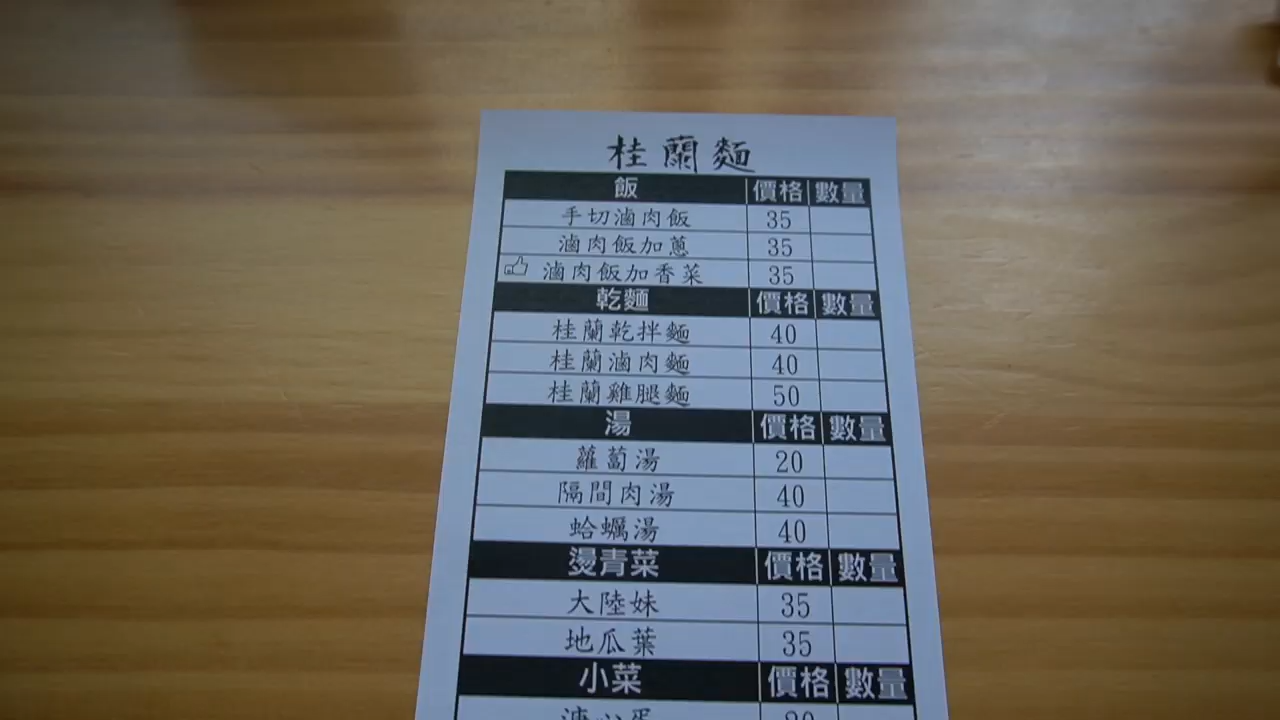 桂蘭麵
飯 價格 數量
手切滷肉飯 35
滷肉飯加蔥 35
滷肉飯加香菜 35
乾麵 價格 數量
桂蘭乾拌麵 40
桂蘭滷肉麵 40
桂蘭雞腿麵 50
湯 價格 數量
蘿蔔湯 20
隔間肉湯 40
蛤蠣湯 40
燙青菜 價格 數量
大陸妹 35
地瓜葉 35
小菜 價格 數量